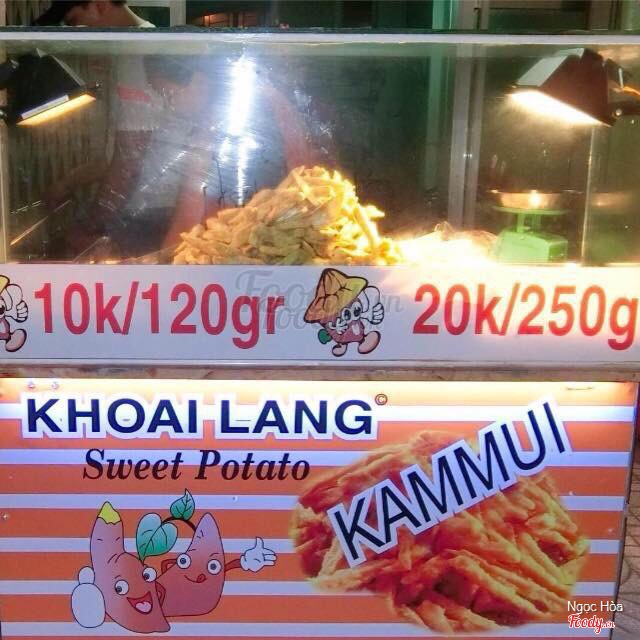 10k/120gr
20k/250g
KHOAI LANG ©
Sweet Potato
KAMMUI
Ngọc Hòa
Foody.vn